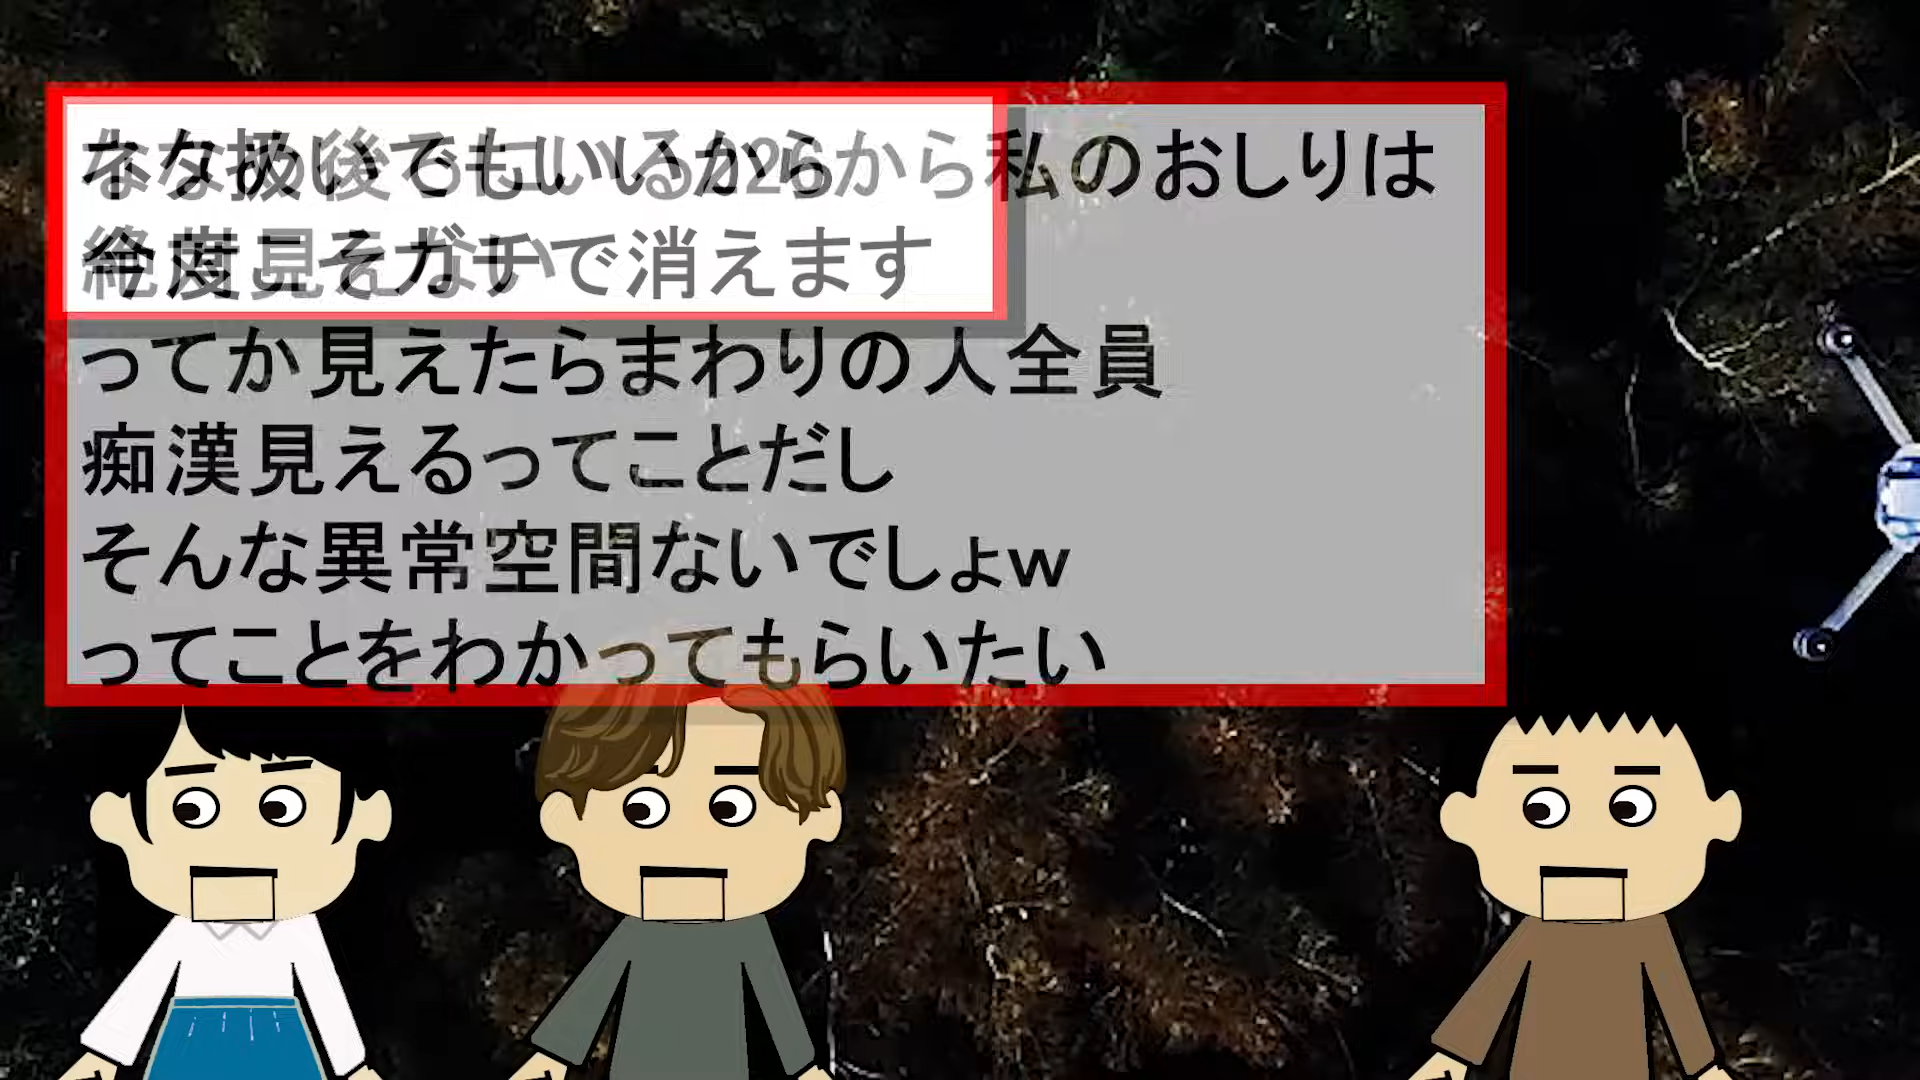 から私のおしりは
で消えます
ってか見えたらまわりの人全員
痴漢見えるってことだし
そんな異常空間ないでしょw
ってことをわかってもらいたい